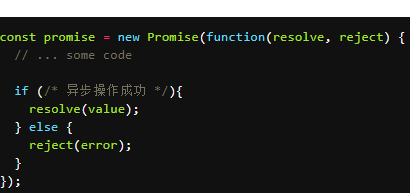 const promise = new Promise(function(resolve, reject) {
  // ... some code

  if (/* 异步操作成功 */){
    resolve(value);
  } else {
    reject(error);
  }
});